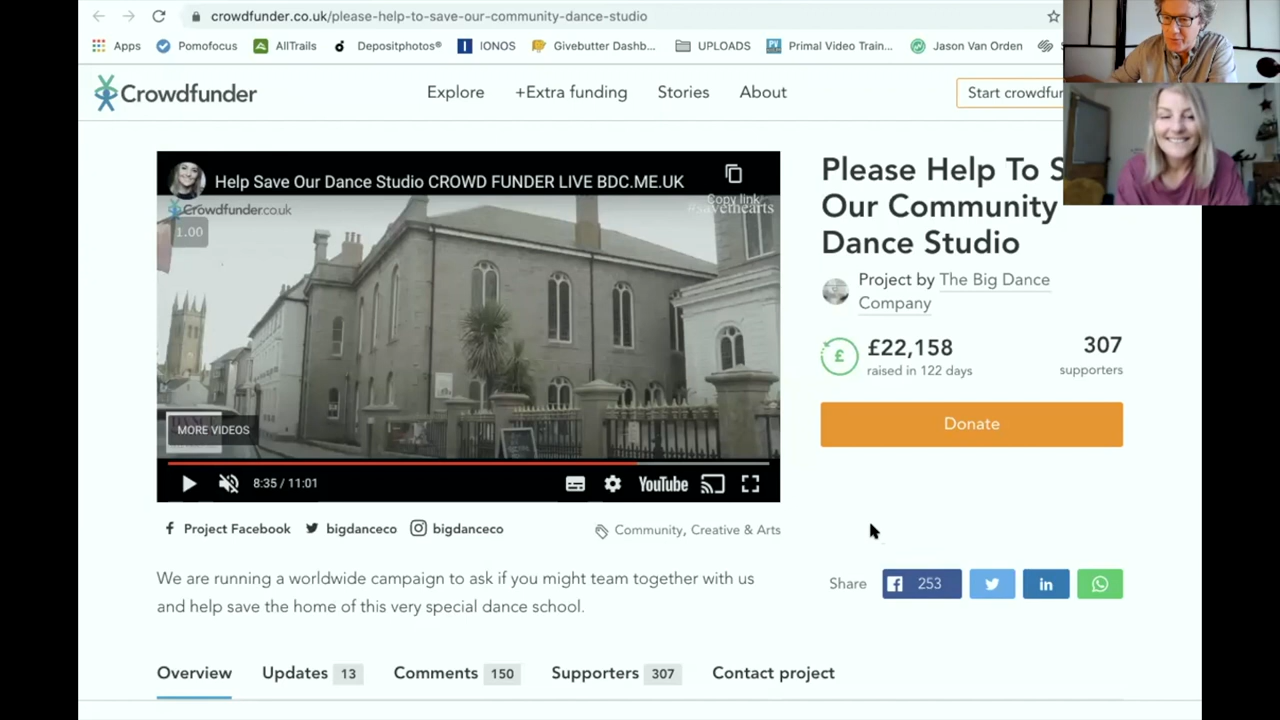 crowdfunder.co.uk/please-help-to-save-our-community-dance-studio
Apps Pomofocus AllTrails Depositphotos® IONOS Givebutter Dashb... UPLOADS Primal Video Train... Jason Van Orden
Crowdfunder Explore +Extra funding Stories About Start crowdfur
Help Save Our Dance Studio CROWD FUNDER LIVE BDC.ME.UK
Copy link
Crowdfunder.co.uk #savethearts
1.00
MORE VIDEOS
8:35 / 11:01 YouTube
Please Help To S
Our Community
Dance Studio
Project by The Big Dance
Company
£22,158 307
raised in 122 days supporters
Donate
Project Facebook bigdanceco bigdanceco Community, Creative & Arts
Share 253
We are running a worldwide campaign to ask if you might team together with us
and help save the home of this very special dance school.
Overview Updates 13 Comments 150 Supporters 307 Contact project